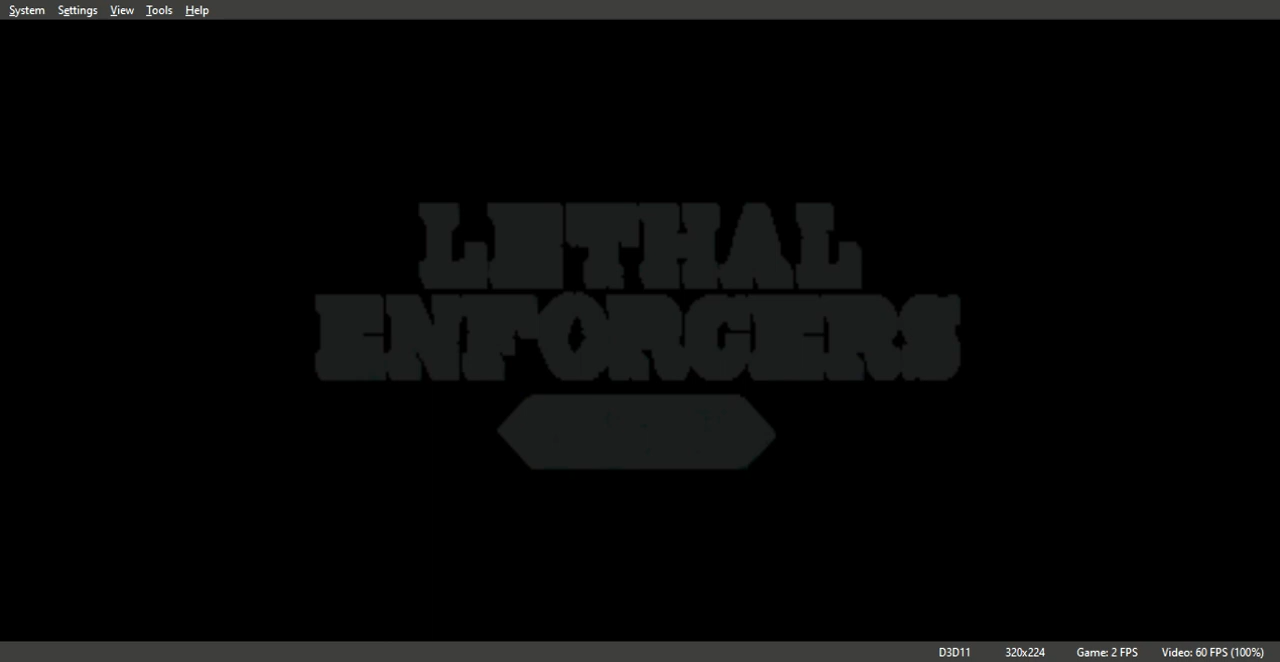 System Settings View Tools Help
LETHAL
ENFORCERS
D3D11 320x224 Game: 2 FPS Video: 60 FPS (100%)